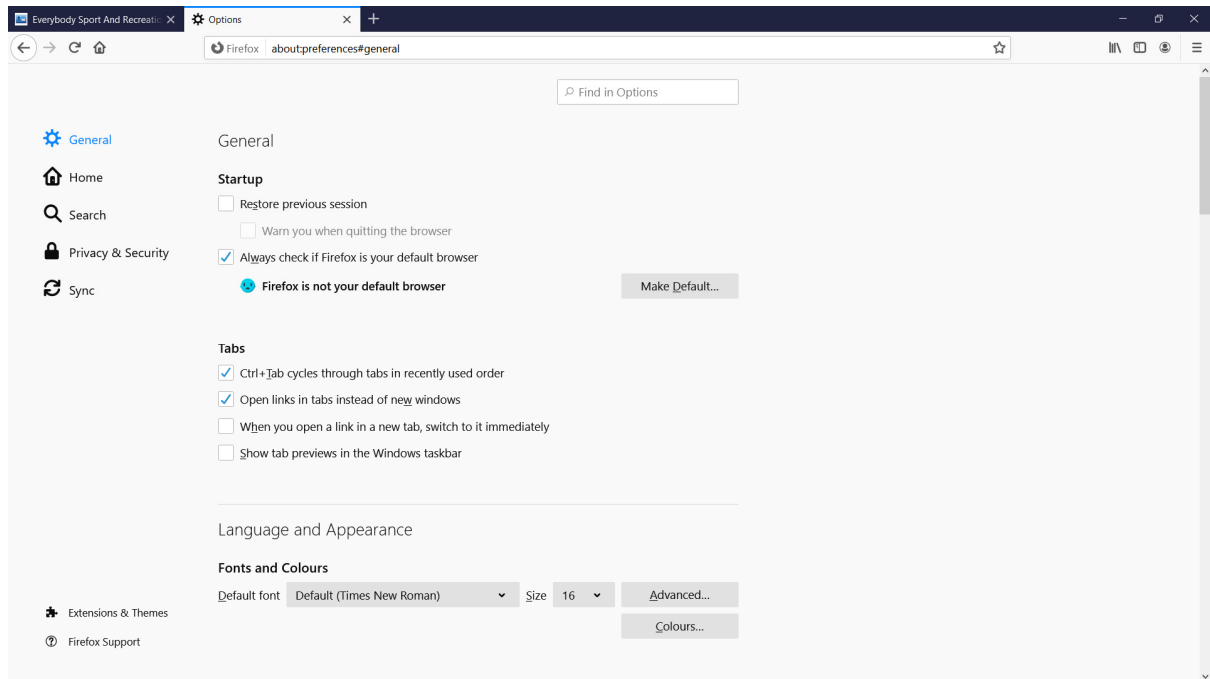 Everybody Sport And Recreatic
Options
Firefox about:preferences#general
Find in Options
General
Home
Search
Privacy & Security
Sync
Extensions & Themes
Firefox Support
General
Startup
Restore previous session
Warn you when quitting the browser
Always check if Firefox is your default browser
Firefox is not your default browser Make Default...
Tabs
Ctrl+Tab cycles through tabs in recently used order
Open links in tabs instead of new windows
When you open a link in a new tab, switch to it immediately
Show tab previews in the Windows taskbar
Language and Appearance
Fonts and Colours
Default font Default (Times New Roman) Size 16 Advanced...
Colours...